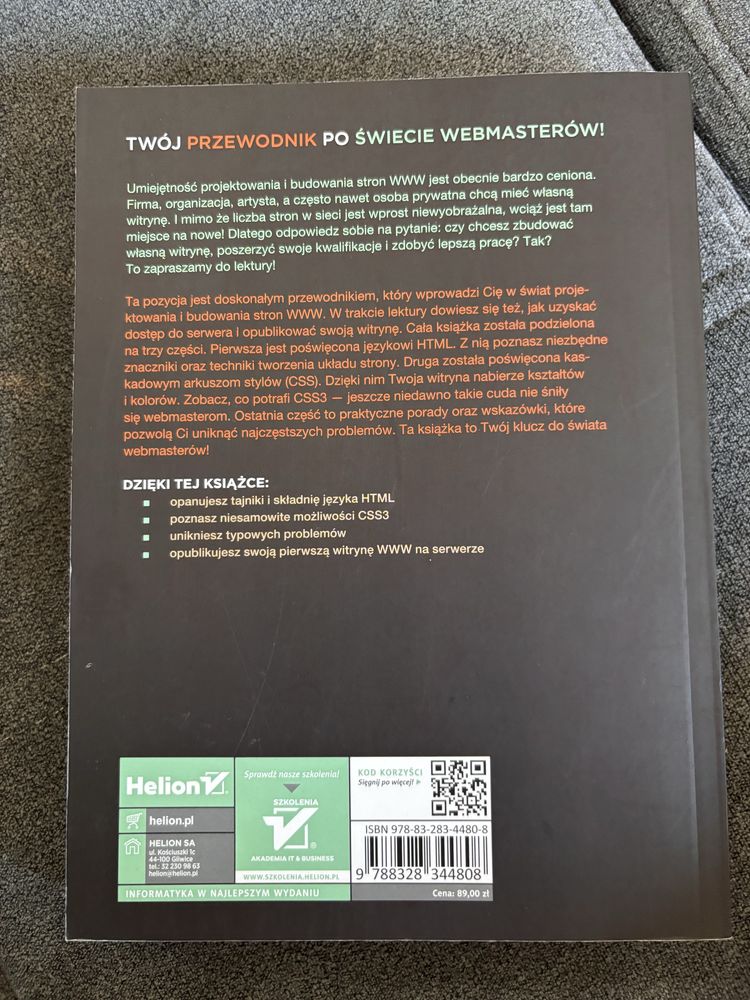 TWÓJ PRZEWODNIK PO ŚWIECIE WEBMASTERÓW!
Umiejętność projektowania i budowania stron WWW jest obecnie bardzo ceniona.
Firma, organizacja, artysta, a często nawet osoba prywatna chcą mieć własną
witrynę. I mimo że liczba stron w sieci jest wprost niewyobrażalna, wciąż jest tam
miejsce na nowe! Dlatego odpowiedz sobie na pytanie: czy chcesz zbudować
własną witrynę, poszerzyć swoje kwalifikacje i zdobyć lepszą pracę? Tak?
To zapraszamy do lektury!
Ta pozycja jest doskonałym przewodnikiem, który wprowadzi Cię w świat proje-
ktowania i budowania stron WWW. W trakcie lektury dowiesz się też, jak uzyskać
dostęp do serwera i opublikować swoją witrynę. Cała książka została podzielona
na trzy części. Pierwsza jest poświęcona językowi HTML. Z nią poznasz niezbędne
znaczniki oraz techniki tworzenia układu strony. Druga została poświęcona kas-
kadowym arkuszom stylów (CSS). Dzięki nim Twoja witryna nabierze kształtów
i kolorów. Zobacz, co potrafi CSS3 — jeszcze niedawno takie cuda nie śniły
się webmasterom. Ostatnia część to praktyczne porady oraz wskazówki, które
pozwolą Ci uniknąć najczęstszych problemów. Ta książka to Twój klucz do świata
webmasterów!
DZIĘKI TEJ KSIĄŻCE:
opanujesz tajniki i składnię języka HTML
poznasz niesamowite możliwości CSS3
unikniesz typowych problemów
opublikujesz swoją pierwszą witrynę WWW na serwerze
Helion
helion.pl
HELION SA
ul. Kościuszki 1c
44-100 Gliwice
tel.: 32 230 98 63
helion@helion.pl
INFORMATYKA W NAJLEPSZYM WYDANIU
Sprawdź nasze szkolenia!
SZKOLENIA
AKADEMIA IT & BUSINESS
WWW.SZKOLENIA.HELION.PL
KOD KORZYŚCI
Sięgnij po więcej!
ISBN 978-83-283-4480-8
9 788328 344808
Cena: 89,00 zł